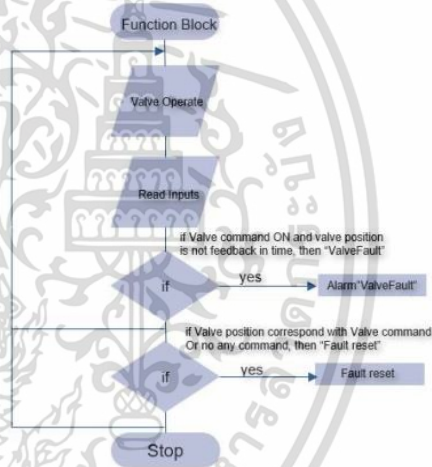 Function Block
Valve Operate
Read Inputs
if Valve command ON and valve position
is not feedback in time, then "ValveFault"
if
yes
Alarm"ValveFault"
if Valve position correspond with Valve command
Or no any command, then "Fault reset"
if
yes
Fault reset
Stop